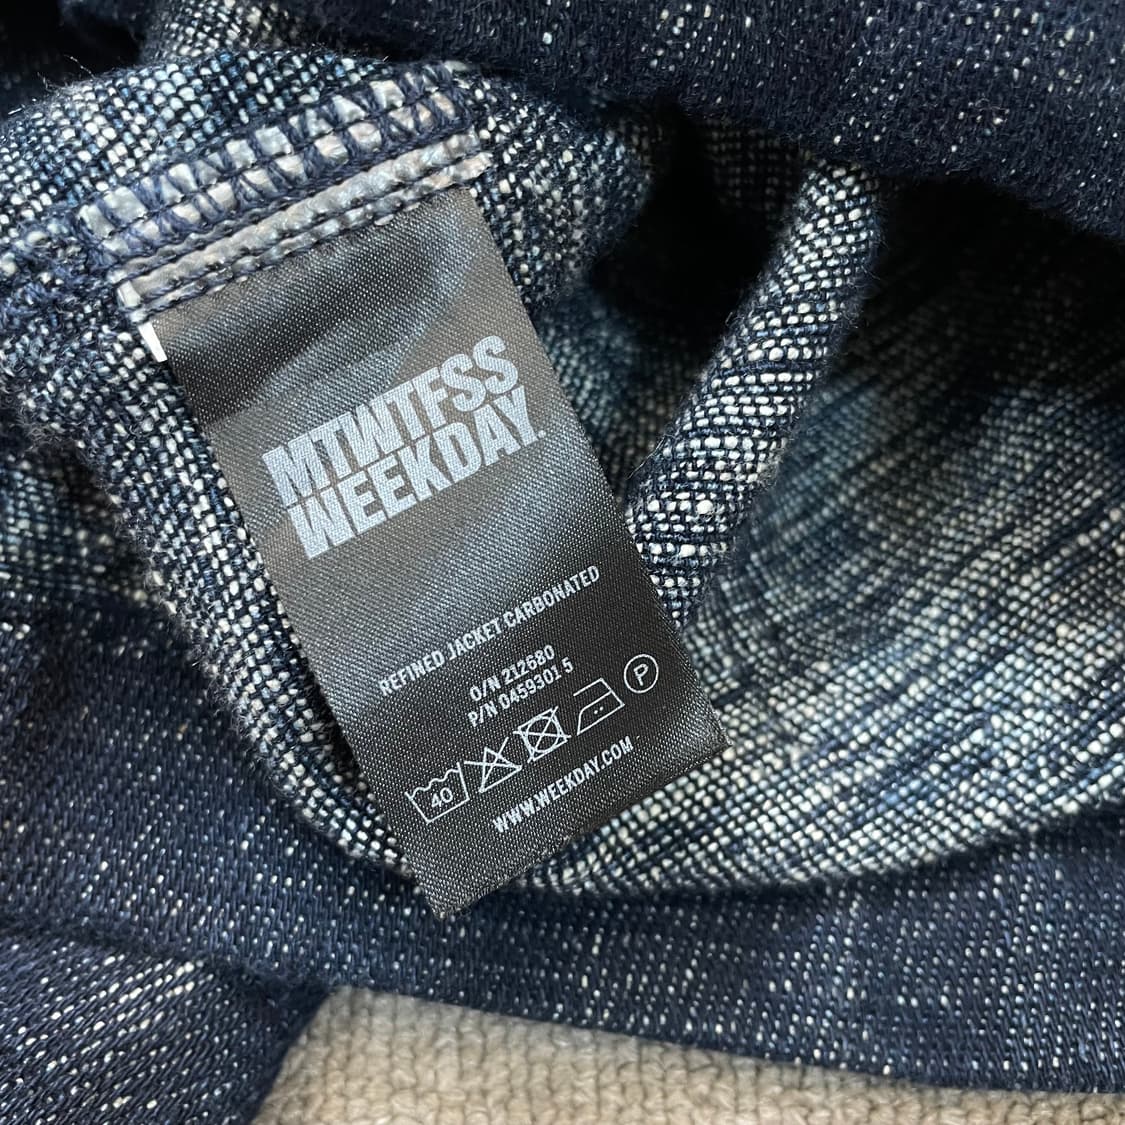 MTWTFSS
WEEKDAY.
REFINED JACKET CARBONATED
O/N 212680
P/N 0459301 5
40
P
WWW.WEEKDAY.COM